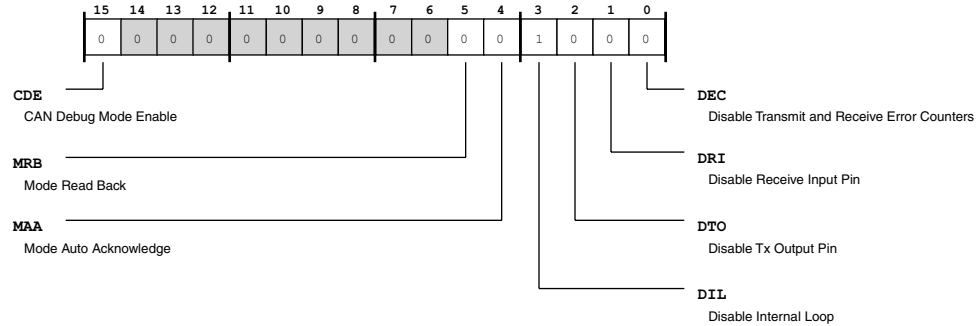 15 14 13 12 11 10 9 8 7 6 5 4 3 2 1 0
0 0 0 0 0 0 0 0 0 0 0 0 1 0 0 0
CDE
CAN Debug Mode Enable
MRB
Mode Read Back
MAA
Mode Auto Acknowledge
DEC
Disable Transmit and Receive Error Counters
DRI
Disable Receive Input Pin
DTO
Disable Tx Output Pin
DIL
Disable Internal Loop